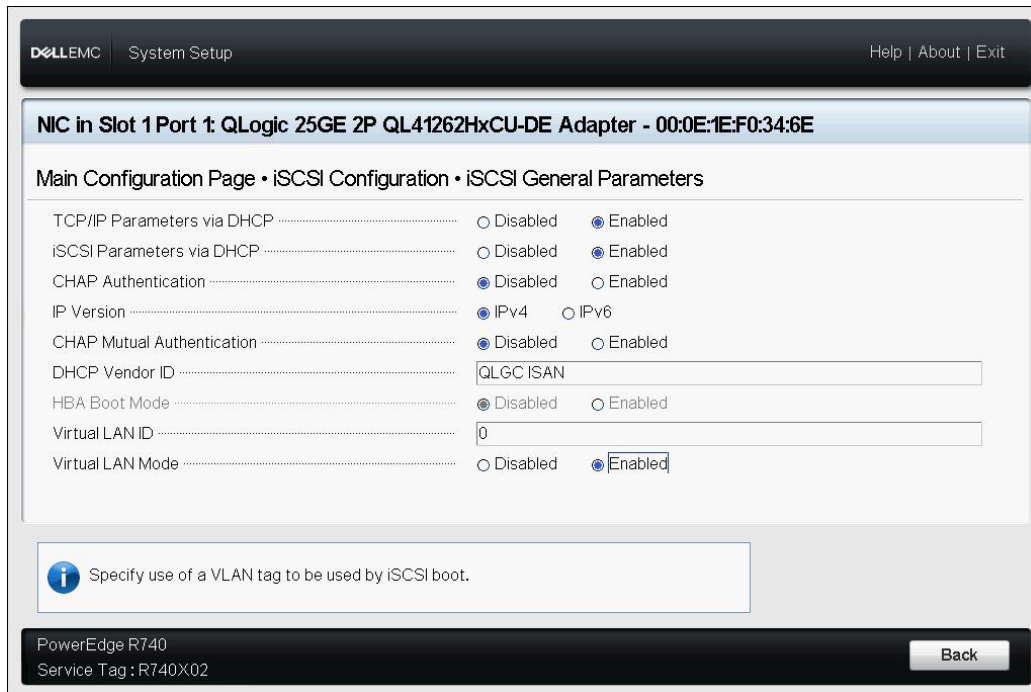 DELLEMC System Setup Help | About | Exit
NIC in Slot 1 Port 1: QLogic 25GE 2P QL41262HxCU-DE Adapter - 00:0E:1E:F0:34:6E
Main Configuration Page • iSCSI Configuration • iSCSI General Parameters
TCP/IP Parameters via DHCP Disabled Enabled
iSCSI Parameters via DHCP Disabled Enabled
CHAP Authentication Disabled Enabled
IP Version IPv4 IPv6
CHAP Mutual Authentication Disabled Enabled
DHCP Vendor ID QLGC ISAN
HBA Boot Mode Disabled Enabled
Virtual LAN ID 0
Virtual LAN Mode Disabled Enabled
Specify use of a VLAN tag to be used by iSCSI boot.
PowerEdge R740
Service Tag : R740X02
Back